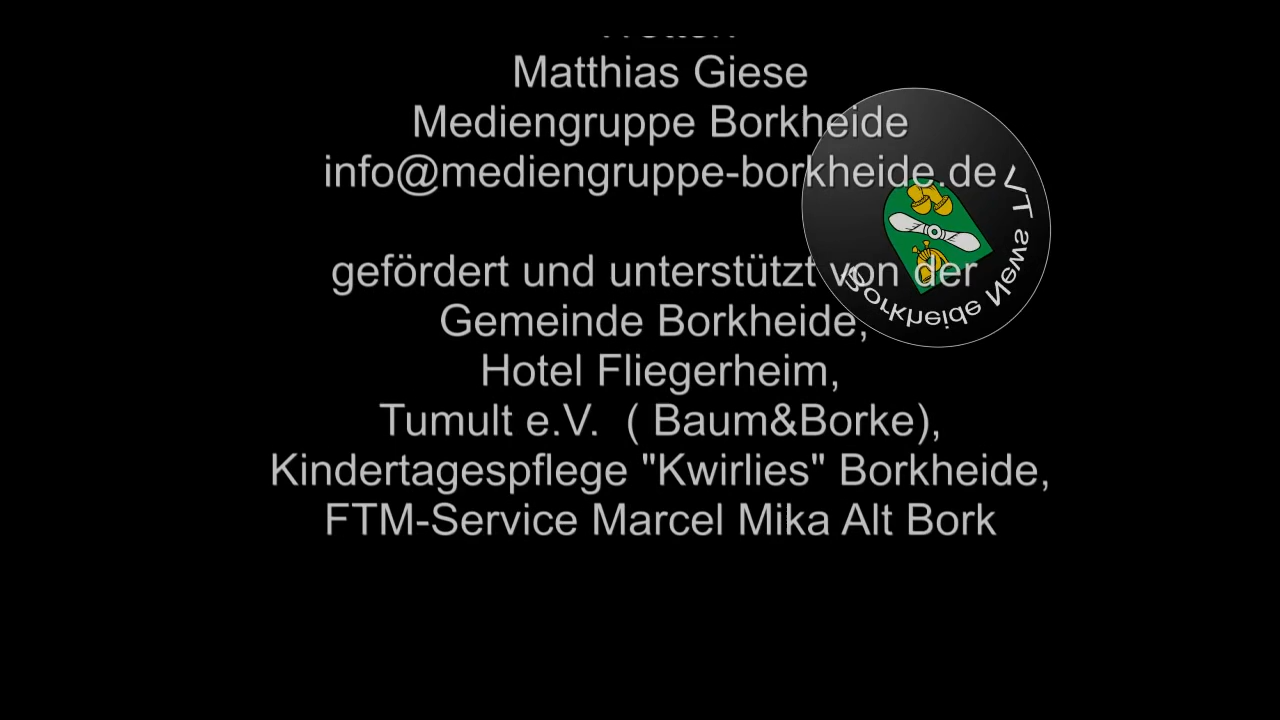 Matthias Giese
Mediengruppe Borkheide
info@mediengruppe-borkheide.de
gefördert und unterstützt von der
Gemeinde Borkheide,
Hotel Fliegerheim,
Tumult e.V.  ( Baum&Borke),
Kindertagespflege "Kwirlies" Borkheide,
FTM-Service Marcel Mika Alt Bork
Borkheide News TV